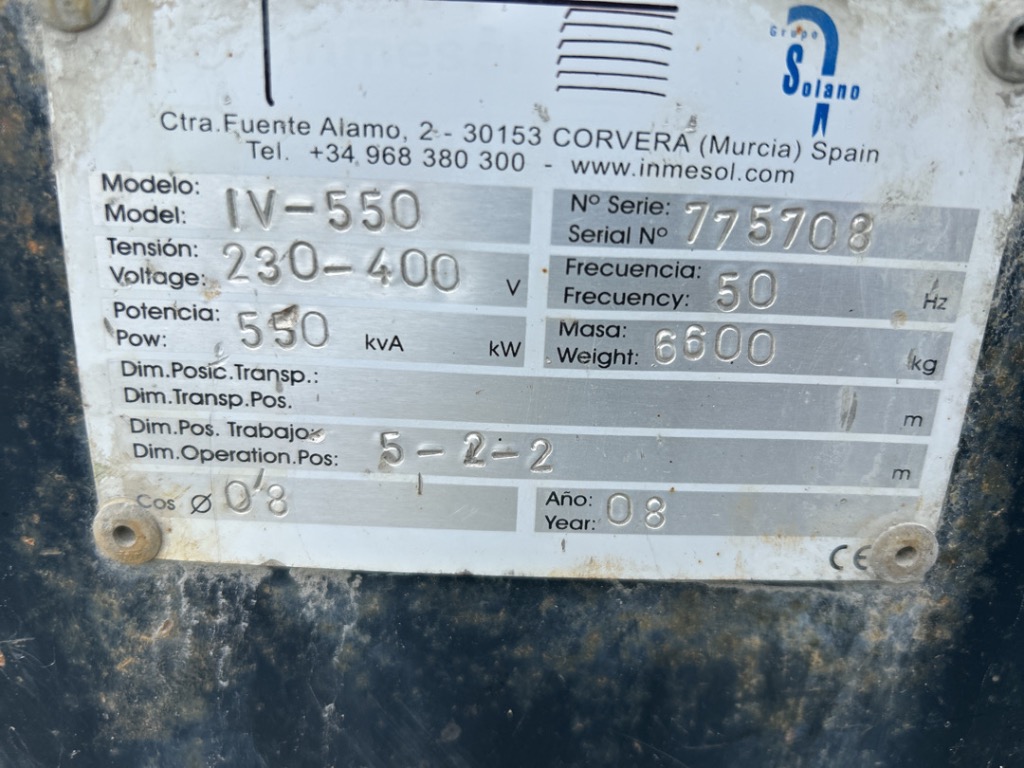 Grupo
Solano
Ctra.Fuente Alamo, 2 - 30153 CORVERA (Murcia) Spain
Tel. +34 968 380 300 - www.inmesol.com
Modelo:
Model: IV-550
Nº Serie:
Serial Nº 775708
Tensión:
Voltage: 230-400 V
Frecuencia:
Frecuency: 50 Hz
Potencia:
Pow: 550 kvA kW
Masa:
Weight: 6600 kg
Dim.Posic.Transp.:
Dim.Transp.Pos. m
Dim.Pos. Trabajo:
Dim.Operation.Pos: 5-2-2 m
Cos Ø 0'8
Año:
Year: 08
CE